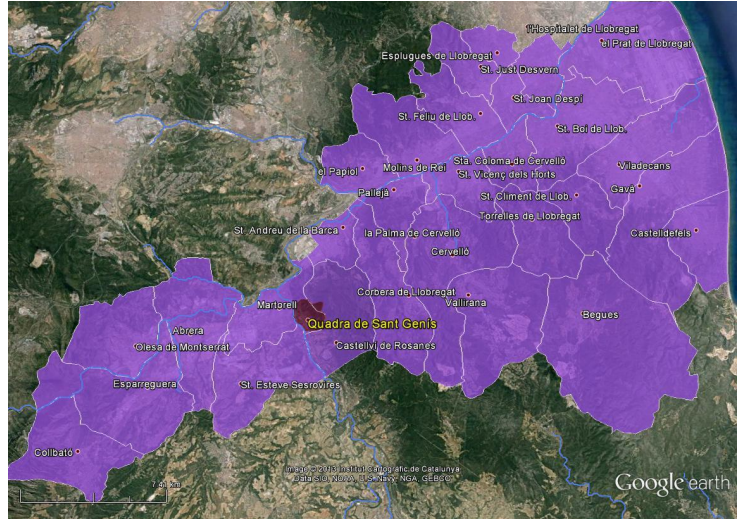 l'Hospitalet de Llobregat
el Prat de Llobregat
Esplugues de Llobregat
St. Just Desvern
St. Joan Despí
St. Feliu de Llob.
St. Boi de Llob.
Molins de Rei
Sta. Coloma de Cervelló
Viladecans
el Papiol
St. Vicenç dels Horts
Gavà
Pallejà
St. Climent de Llob.
Torrelles de Llobregat
St. Andreu de la Barca
la Palma de Cervelló
Castelldefels
Cervelló
Corbera de Llobregat
Martorell
Vallirana
Begues
Quadra de Sant Genís
Abrera
Olesa de Montserrat
Castellví de Rosanes
Esparreguera
St. Esteve Sesrovires
Collbató
Image © 2013 Institut Cartogràfic de Catalunya
Data SIO, NOAA, U.S. Navy, NGA, GEBCO
7.41 km
Google earth